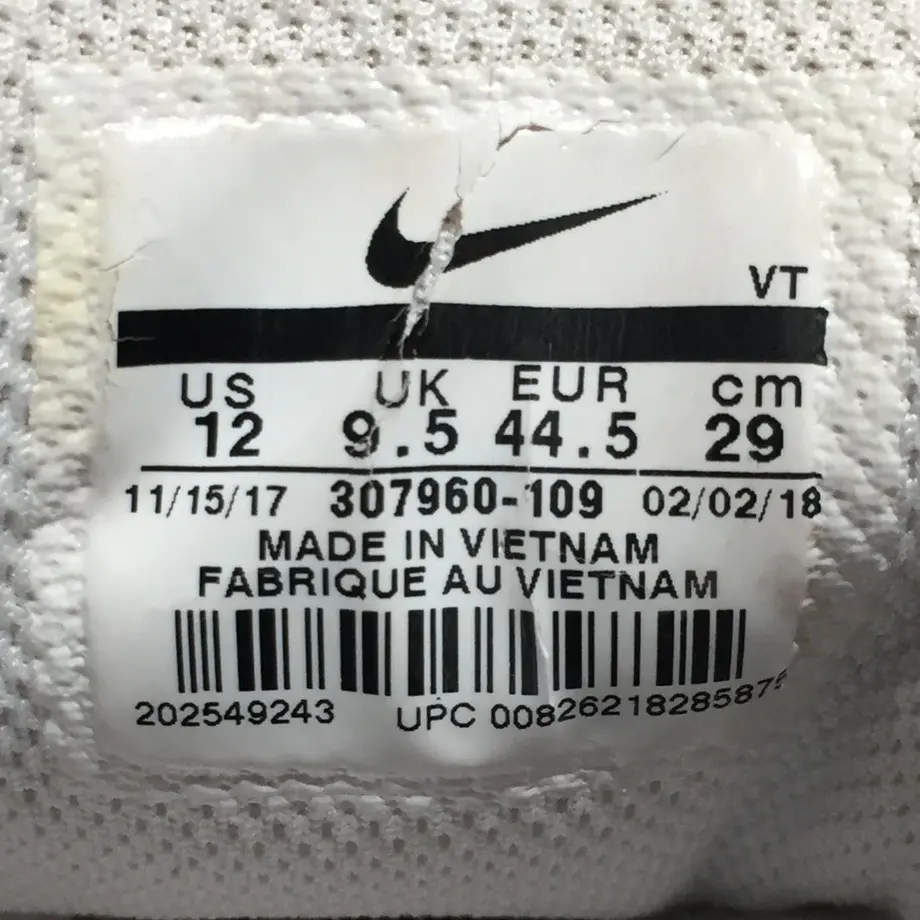 VT
US UK EUR cm
12 9.5 44.5 29
11/15/17 307960-109 02/02/18
MADE IN VIETNAM
FABRIQUE AU VIETNAM
202549243 UPC